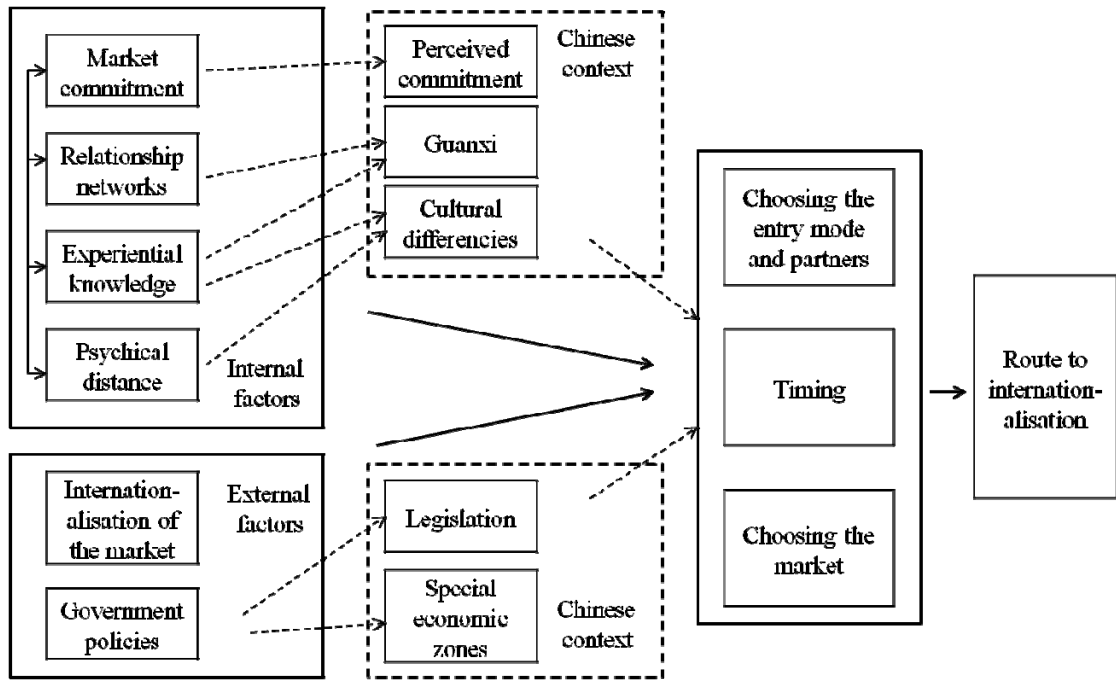 Market
commitment
Relationship
networks
Experiential
knowledge
Psychical
distance
Internal
factors
Perceived
commitment
Chinese
context
Guanxi
Cultural
differencies
Internation-
alisation of
the market
External
factors
Government
policies
Legislation
Special
economic
zones
Chinese
context
Choosing the
entry mode
and partners
Timing
Choosing the
market
Route to
internation-
alisation